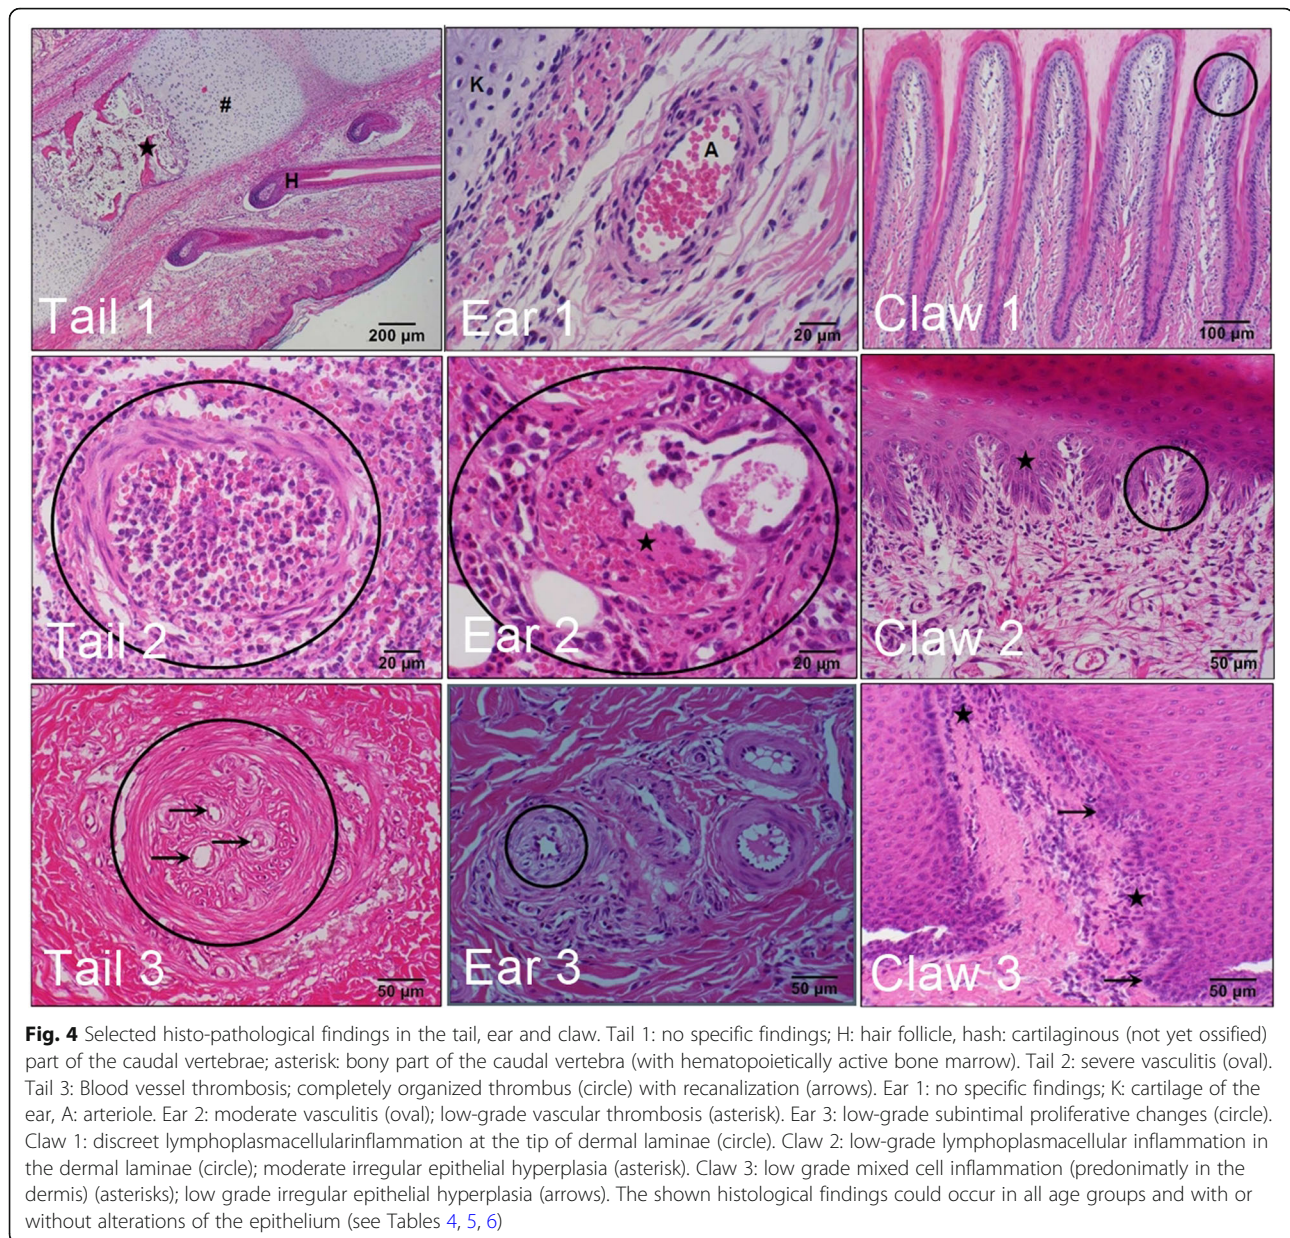 #
H
Tail 1
200 µm
K
A
Ear 1
20 µm
Claw 1
100 µm
Tail 2
20 µm
Ear 2
20 µm
Claw 2
50 µm
Tail 3
50 µm
Ear 3
50 µm
Claw 3
50 µm
Fig. 4 Selected histo-pathological findings in the tail, ear and claw. Tail 1: no specific findings; H: hair follicle, hash: cartilaginous (not yet ossified)
part of the caudal vertebrae; asterisk: bony part of the caudal vertebra (with hematopoietically active bone marrow). Tail 2: severe vasculitis (oval).
Tail 3: Blood vessel thrombosis; completely organized thrombus (circle) with recanalization (arrows). Ear 1: no specific findings; K: cartilage of the
ear, A: arteriole. Ear 2: moderate vasculitis (oval); low-grade vascular thrombosis (asterisk). Ear 3: low-grade subintimal proliferative changes (circle).
Claw 1: discreet lymphoplasmacellularinflammation at the tip of dermal laminae (circle). Claw 2: low-grade lymphoplasmacellular inflammation in
the dermal laminae (circle); moderate irregular epithelial hyperplasia (asterisk). Claw 3: low grade mixed cell inflammation (predonimatly in the
dermis) (asterisks); low grade irregular epithelial hyperplasia (arrows). The shown histological findings could occur in all age groups and with or
without alterations of the epithelium (see Tables 4, 5, 6)